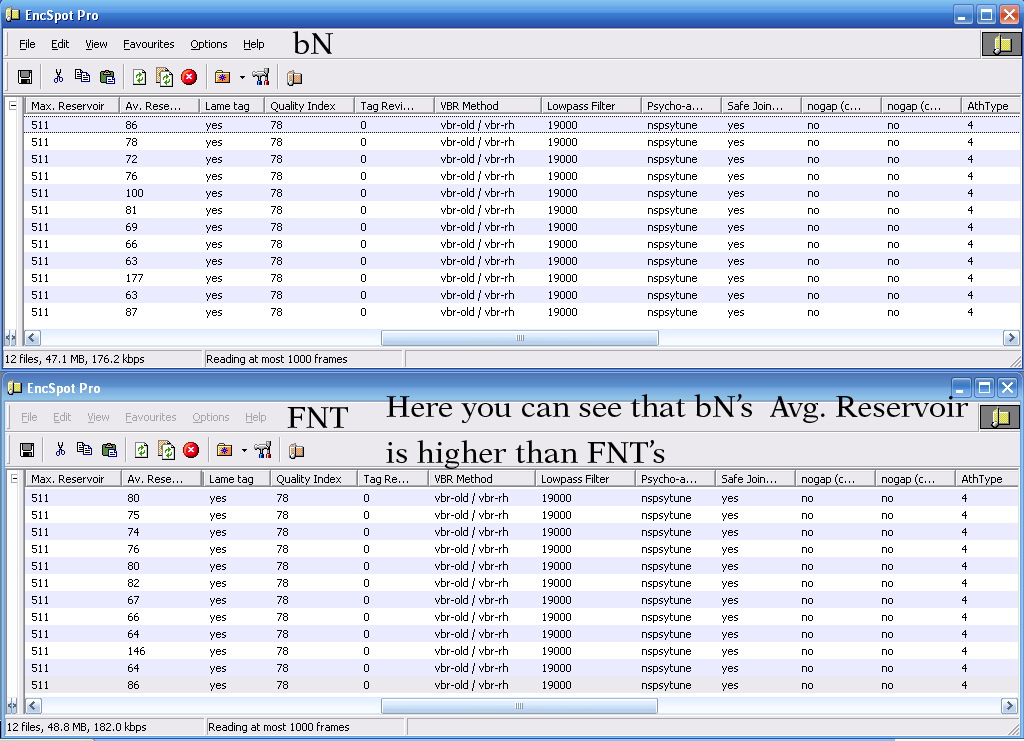 EncSpot Pro
File Edit View Favourites Options Help bN
Max. Reservoir Av. Rese... Lame tag Quality Index Tag Revi... VBR Method Lowpass Filter Psycho-a... Safe Join... nogap (c... nogap (c... AthType
511 86 yes 78 0 vbr-old / vbr-rh 19000 nspsytune yes no no 4
511 78 yes 78 0 vbr-old / vbr-rh 19000 nspsytune yes no no 4
511 72 yes 78 0 vbr-old / vbr-rh 19000 nspsytune yes no no 4
511 76 yes 78 0 vbr-old / vbr-rh 19000 nspsytune yes no no 4
511 100 yes 78 0 vbr-old / vbr-rh 19000 nspsytune yes no no 4
511 81 yes 78 0 vbr-old / vbr-rh 19000 nspsytune yes no no 4
511 69 yes 78 0 vbr-old / vbr-rh 19000 nspsytune yes no no 4
511 66 yes 78 0 vbr-old / vbr-rh 19000 nspsytune yes no no 4
511 63 yes 78 0 vbr-old / vbr-rh 19000 nspsytune yes no no 4
511 177 yes 78 0 vbr-old / vbr-rh 19000 nspsytune yes no no 4
511 63 yes 78 0 vbr-old / vbr-rh 19000 nspsytune yes no no 4
511 87 yes 78 0 vbr-old / vbr-rh 19000 nspsytune yes no no 4
12 files, 47.1 MB, 176.2 kbps Reading at most 1000 frames
EncSpot Pro
File Edit View Favourites Options Help FNT Here you can see that bN's Avg. Reservoir
is higher than FNT's
Max. Reservoir Av. Rese... Lame tag Quality Index Tag Re... VBR Method Lowpass Filter Psycho-a... Safe Join... nogap (c... nogap (c... AthType
511 80 yes 78 0 vbr-old / vbr-rh 19000 nspsytune yes no no 4
511 75 yes 78 0 vbr-old / vbr-rh 19000 nspsytune yes no no 4
511 74 yes 78 0 vbr-old / vbr-rh 19000 nspsytune yes no no 4
511 76 yes 78 0 vbr-old / vbr-rh 19000 nspsytune yes no no 4
511 80 yes 78 0 vbr-old / vbr-rh 19000 nspsytune yes no no 4
511 82 yes 78 0 vbr-old / vbr-rh 19000 nspsytune yes no no 4
511 67 yes 78 0 vbr-old / vbr-rh 19000 nspsytune yes no no 4
511 66 yes 78 0 vbr-old / vbr-rh 19000 nspsytune yes no no 4
511 64 yes 78 0 vbr-old / vbr-rh 19000 nspsytune yes no no 4
511 146 yes 78 0 vbr-old / vbr-rh 19000 nspsytune yes no no 4
511 64 yes 78 0 vbr-old / vbr-rh 19000 nspsytune yes no no 4
511 86 yes 78 0 vbr-old / vbr-rh 19000 nspsytune yes no no 4
12 files, 48.8 MB, 182.0 kbps Reading at most 1000 frames